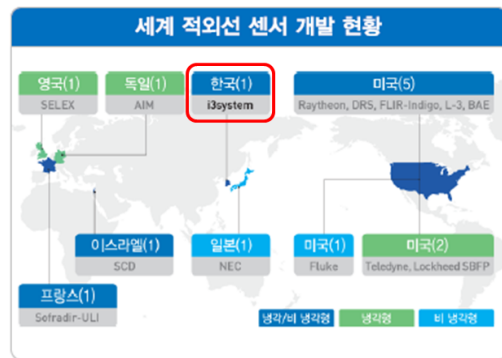 세계 적외선 센서 개발 현황
영국(1)
SELEX
독일(1)
AIM
한국(1)
i3system
미국(5)
Raytheon, DRS, FLIR-Indigo, L-3, BAE
이스라엘(1)
SCD
일본(1)
NEC
미국(1)
Fluke
미국(2)
Teledyne, Lockheed SBFP
프랑스(1)
Sofradir-ULI
냉각/비 냉각형
냉각형
비 냉각형